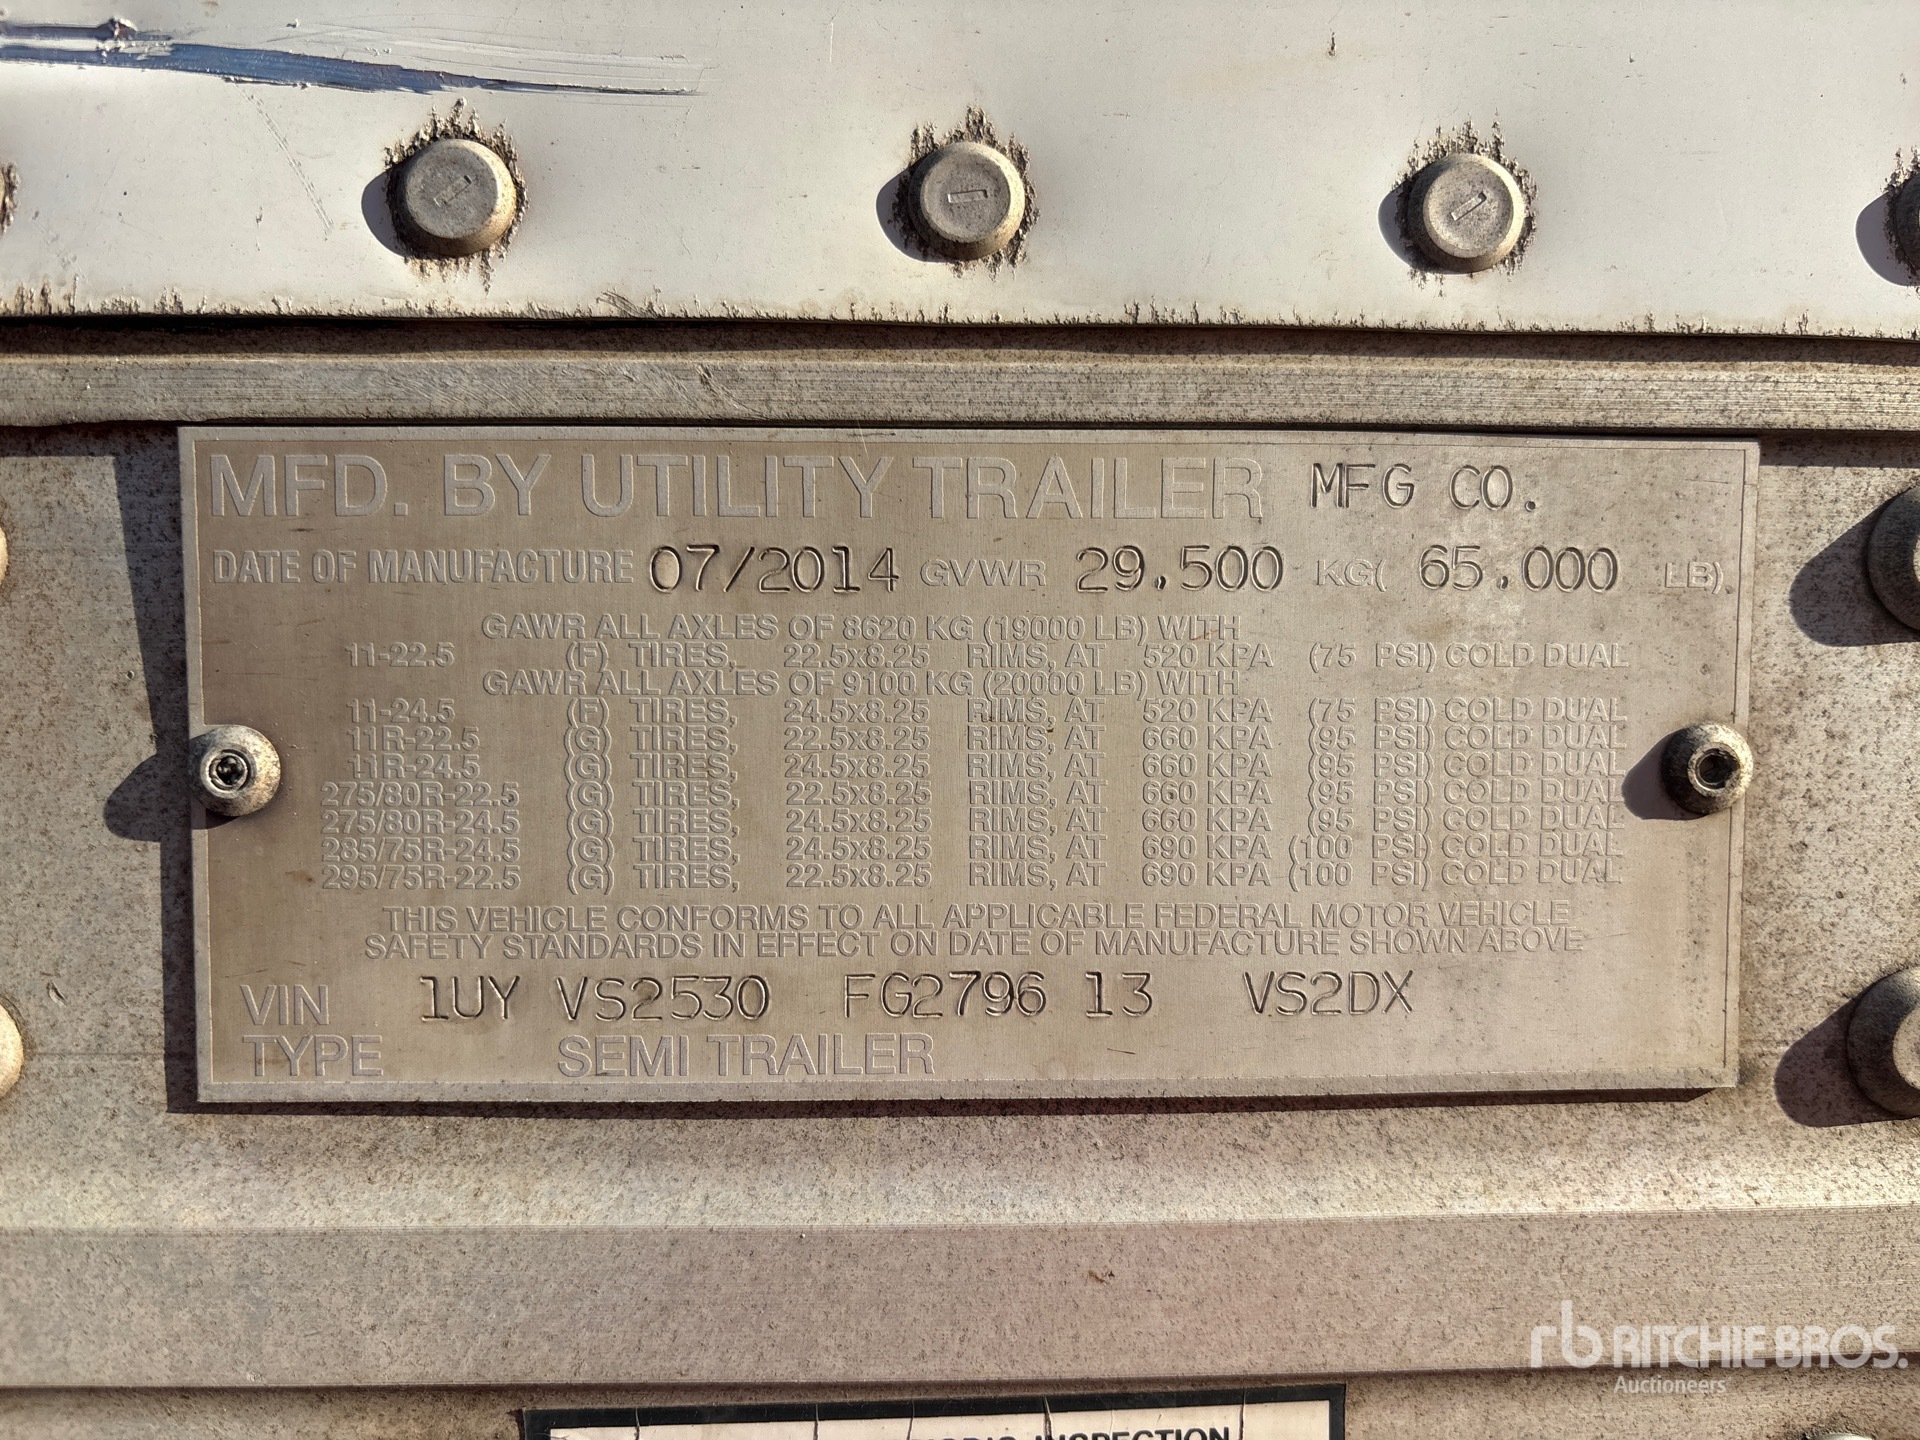 MFD. BY UTILITY TRAILER MFG CO.
DATE OF MANUFACTURE 07/2014 GVWR 29.500 KG( 65.000 LB)
GAWR ALL AXLES OF 8620 KG (19000 LB) WITH
11-22.5 (F) TIRES, 22.5x8.25 RIMS, AT 520 KPA (75 PSI) COLD DUAL
GAWR ALL AXLES OF 9100 KG (20000 LB) WITH
11-24.5 (F) TIRES, 24.5x8.25 RIMS, AT 520 KPA (75 PSI) COLD DUAL
11R-22.5 (G) TIRES, 22.5x8.25 RIMS, AT 660 KPA (95 PSI) COLD DUAL
11R-24.5 (G) TIRES, 24.5x8.25 RIMS, AT 660 KPA (95 PSI) COLD DUAL
275/80R-22.5 (G) TIRES, 22.5x8.25 RIMS, AT 660 KPA (95 PSI) COLD DUAL
275/80R-24.5 (G) TIRES, 24.5x8.25 RIMS, AT 660 KPA (95 PSI) COLD DUAL
285/75R-24.5 (G) TIRES, 24.5x8.25 RIMS, AT 690 KPA (100 PSI) COLD DUAL
295/75R-22.5 (G) TIRES, 22.5x8.25 RIMS, AT 690 KPA (100 PSI) COLD DUAL
THIS VEHICLE CONFORMS TO ALL APPLICABLE FEDERAL MOTOR VEHICLE
SAFETY STANDARDS IN EFFECT ON DATE OF MANUFACTURE SHOWN ABOVE
VIN 1UY VS2530 FG2796 13 VS2DX
TYPE SEMI TRAILER
rb RITCHIE BROS.
Auctioneers
INSPECTION